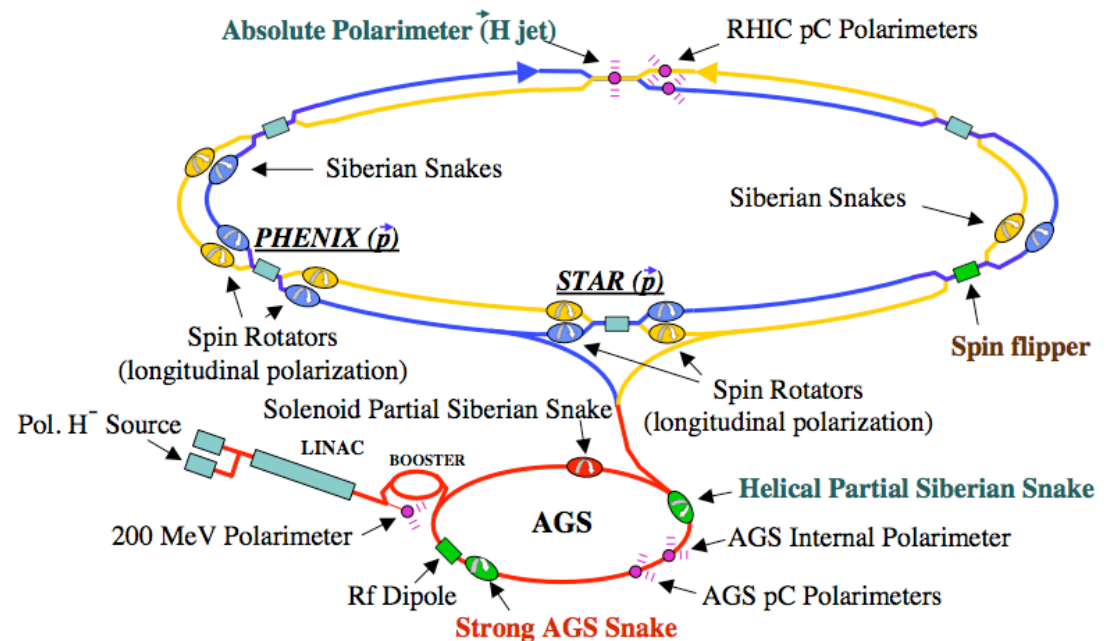 Absolute Polarimeter (H⃗ jet)
RHIC pC Polarimeters
Siberian Snakes
Siberian Snakes
PHENIX (p⃗)
STAR (p⃗)
Spin Rotators
(longitudinal polarization)
Spin flipper
Spin Rotators
(longitudinal polarization)
Solenoid Partial Siberian Snake
Pol. H⁻ Source
LINAC
BOOSTER
Helical Partial Siberian Snake
AGS
200 MeV Polarimeter
AGS Internal Polarimeter
Rf Dipole
AGS pC Polarimeters
Strong AGS Snake